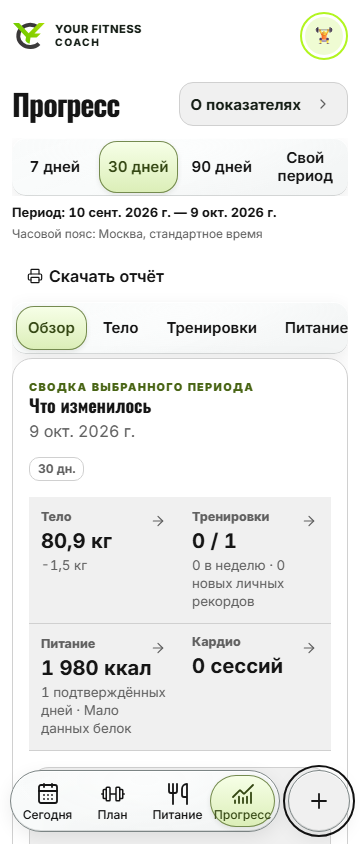 YOUR FITNESS
COACH
Прогресс
О показателях
7 дней
30 дней
90 дней
Свой
период
Период: 10 сент. 2026 г. — 9 окт. 2026 г.
Часовой пояс: Москва, стандартное время
Скачать отчёт
Обзор
Тело
Тренировки
Питание
СВОДКА ВЫБРАННОГО ПЕРИОДА
Что изменилось
9 окт. 2026 г.
30 дн.
Тело
80,9 кг
-1,5 кг
Тренировки
0 / 1
0 в неделю · 0
новых личных
рекордов
Питание
1 980 ккал
1 подтверждённых
дней · Мало
данных белок
Кардио
0 сессий
Сегодня
План
Питание
Прогресс